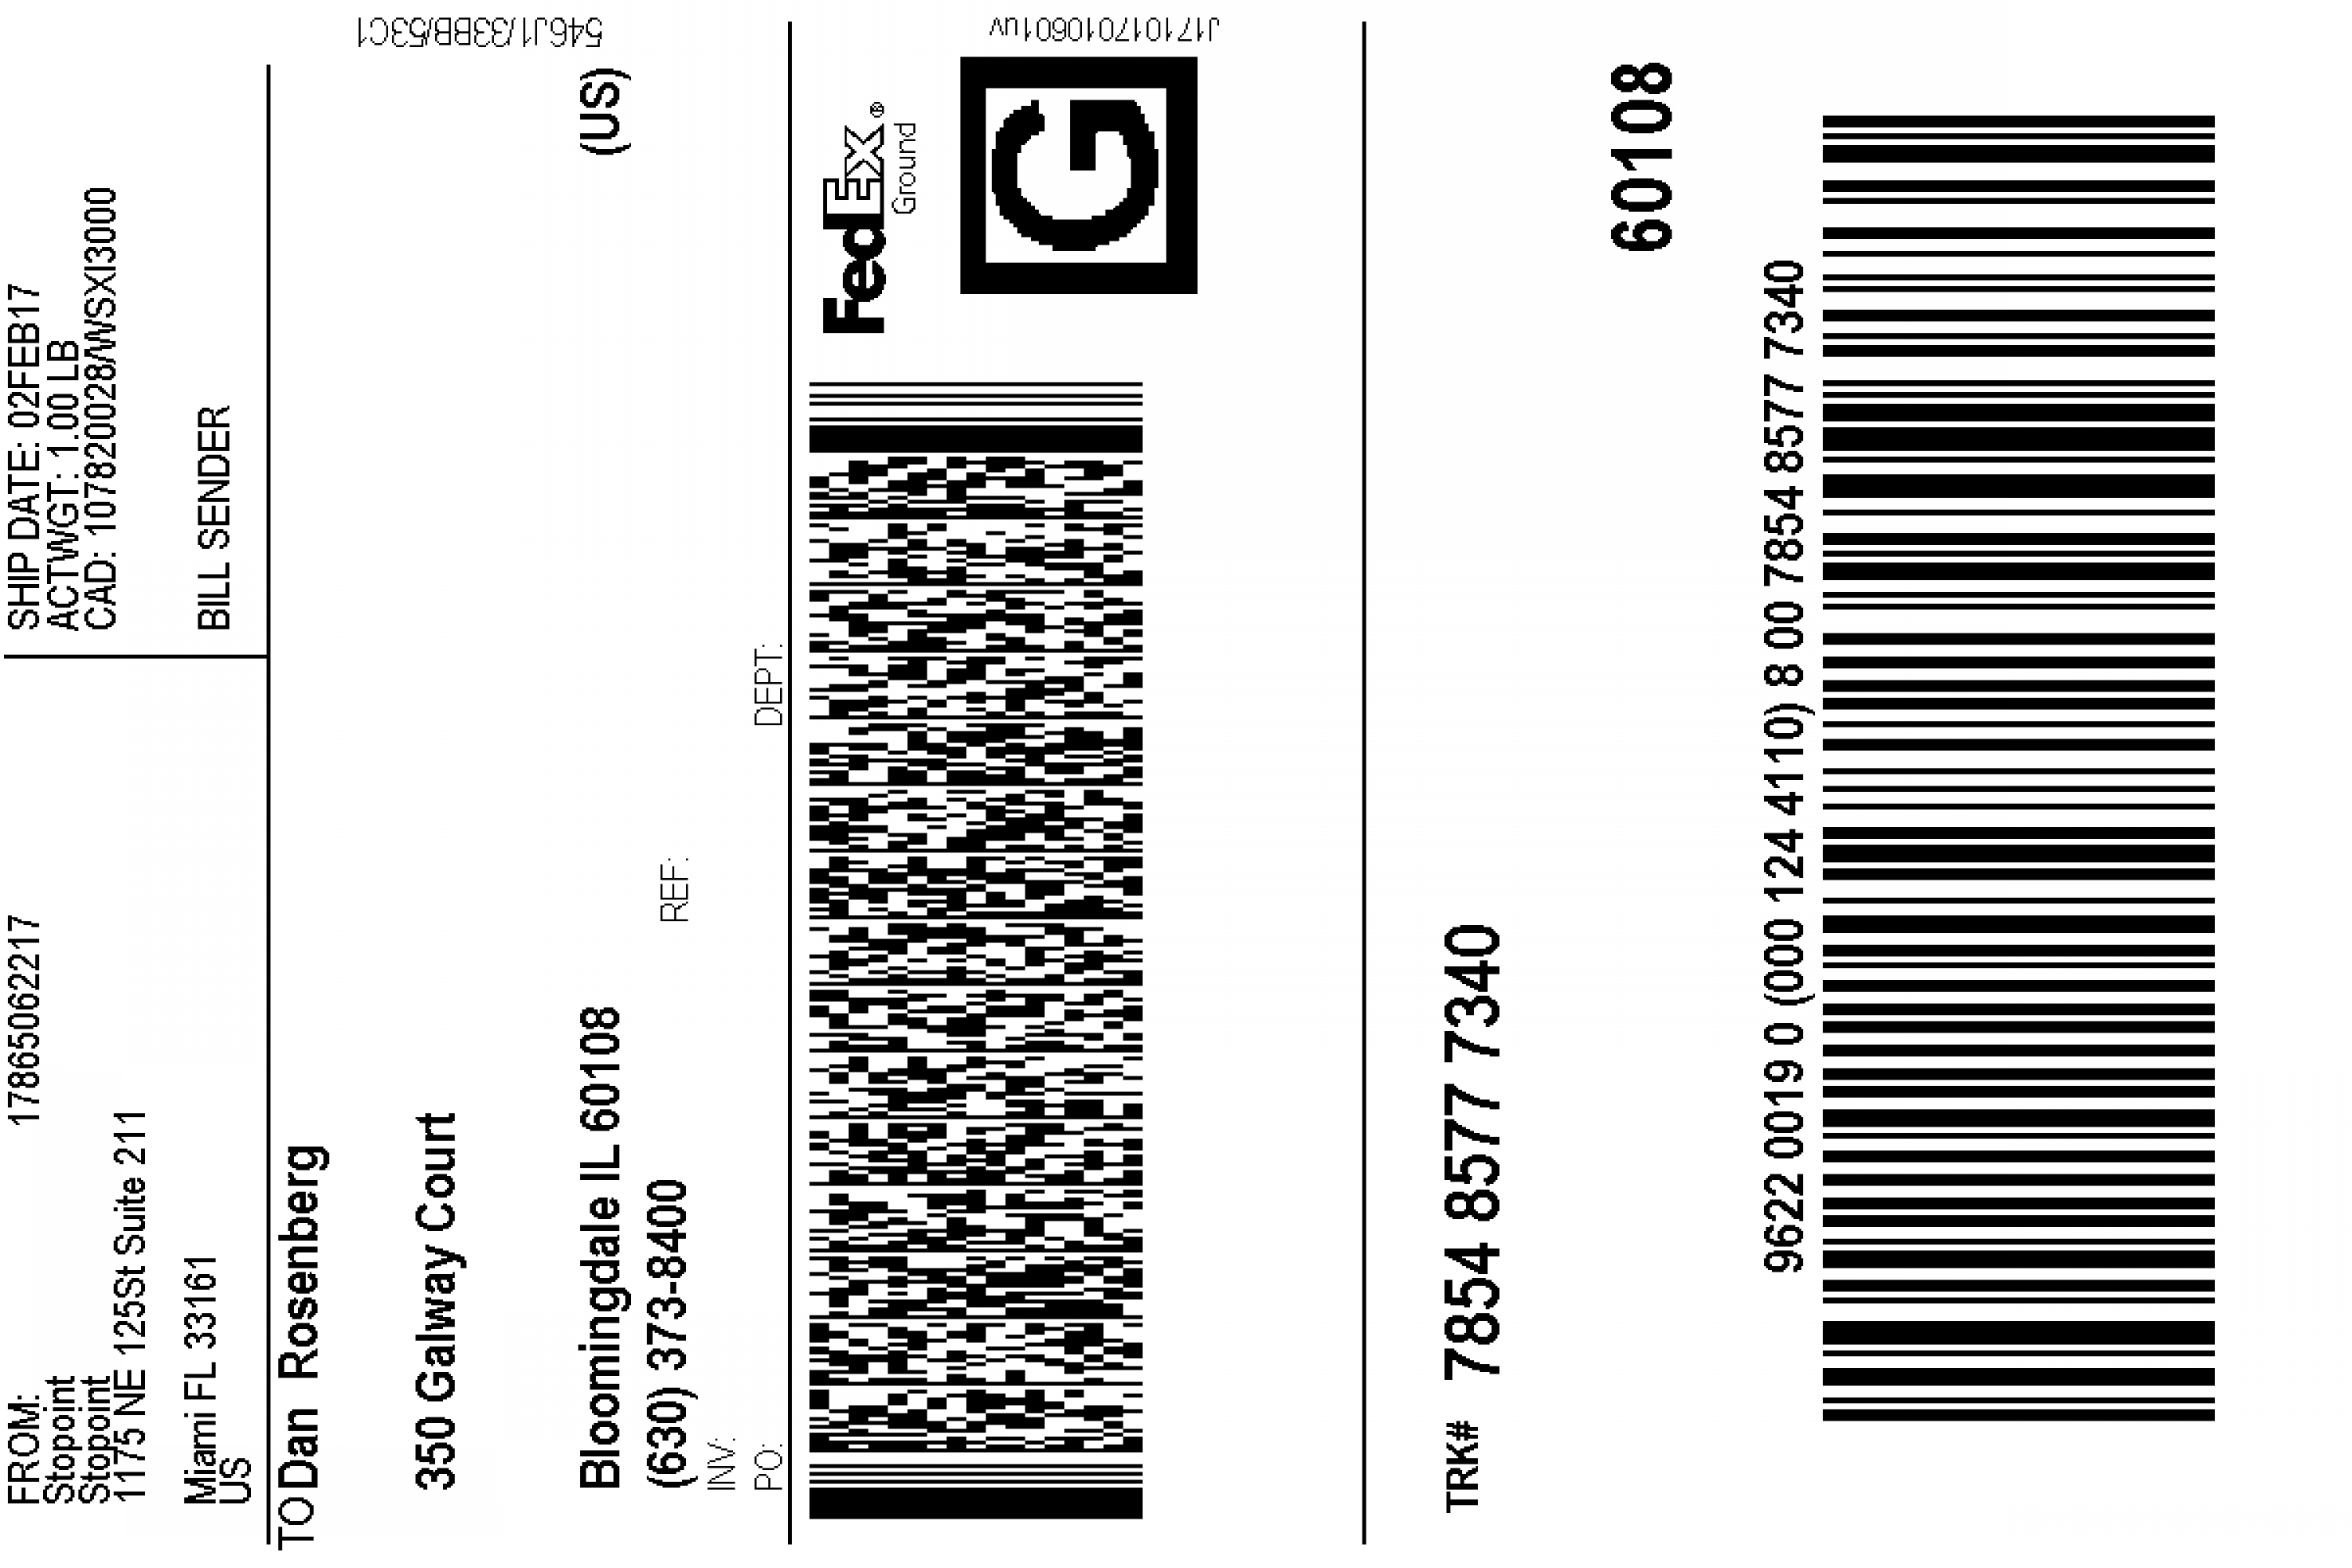 FROM: 17865062217
Stopoint
Stopoint
1175 NE 125St Suite 211
Miami FL 33161
US
SHIP DATE: 02FEB17
ACTWGT: 1.00 LB
CAD: 107820028/WSXI3000
BILL SENDER
TO Dan Rosenberg
350 Galway Court
Bloomingdale IL 60108 (US)
(630) 373-8400
REF:
INV:
PO: DEPT:
546J1/33BB/53C1
FedEx®
Ground
G
J171017010601uv
TRK# 7854 8577 7340
60108
9622 0019 0 (000 124 4110) 8 00 7854 8577 7340